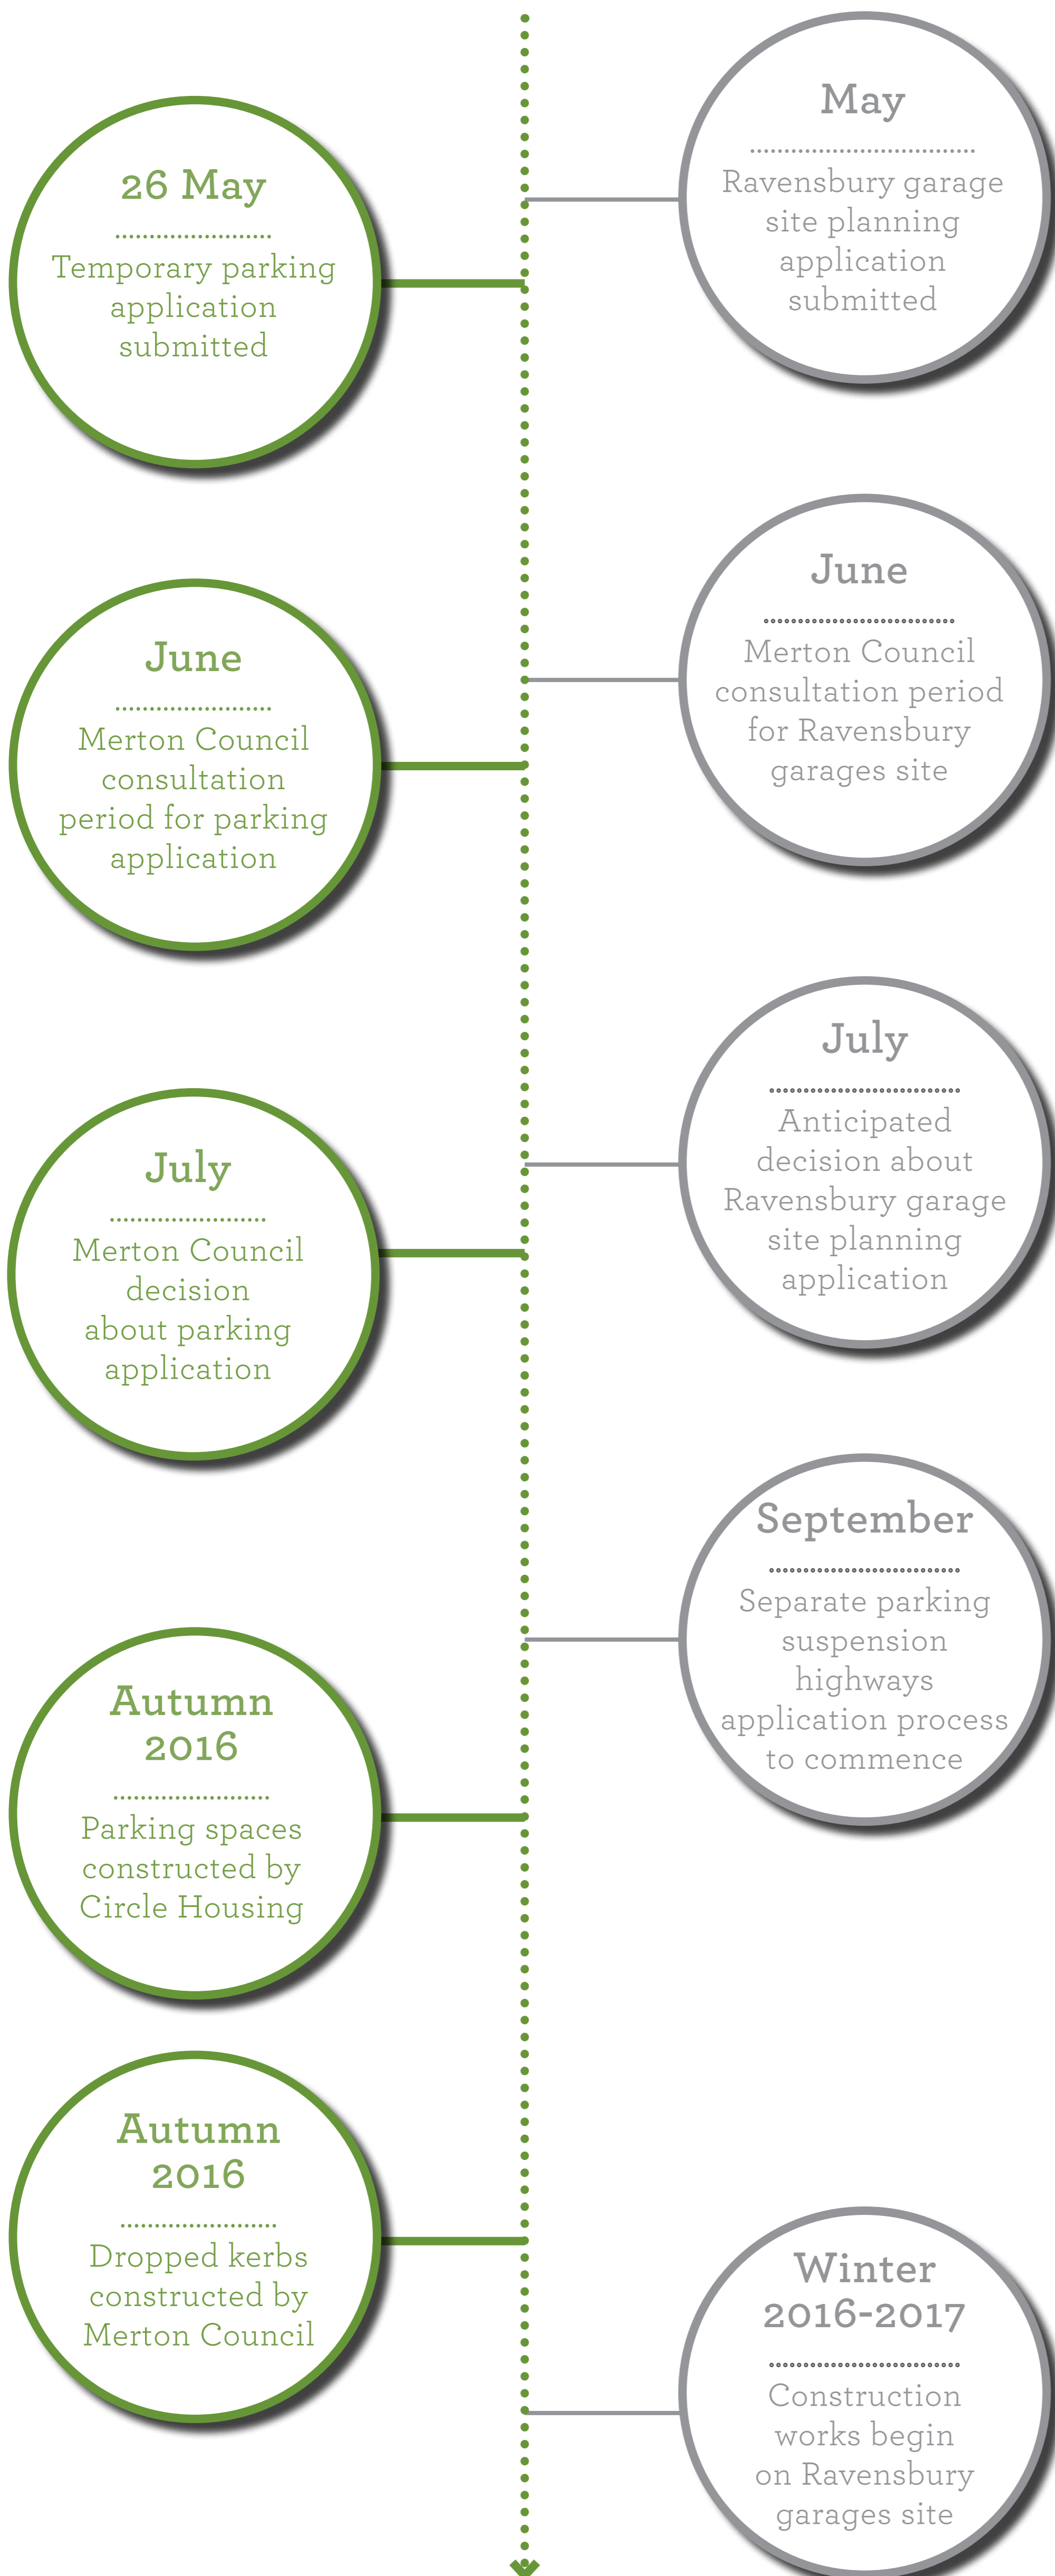 May
Ravensbury garage
site planning
application
submitted
26 May
Temporary parking
application
submitted
June
Merton Council
consultation period
for Ravensbury
garages site
June
Merton Council
consultation
period for parking
application
July
Anticipated
decision about
Ravensbury garage
site planning
application
July
Merton Council
decision
about parking
application
September
Separate parking
suspension
highways
application process
to commence
Autumn
2016
Parking spaces
constructed by
Circle Housing
Autumn
2016
Dropped kerbs
constructed by
Merton Council
Winter
2016-2017
Construction
works begin
on Ravensbury
garages site